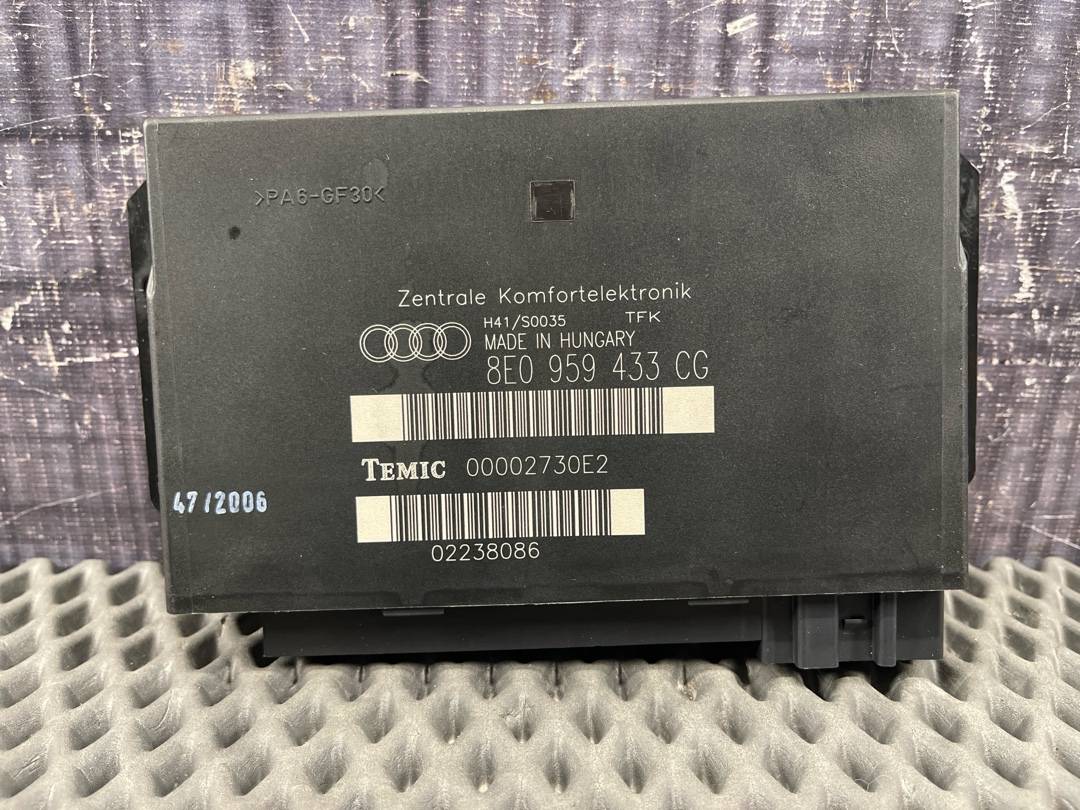 >PA6-GF30<
Zentrale Komfortelektronik
H41/S0035 TFK
MADE IN HUNGARY
8E0 959 433 CG
TEMIC 00002730E2
47/2006
02238086